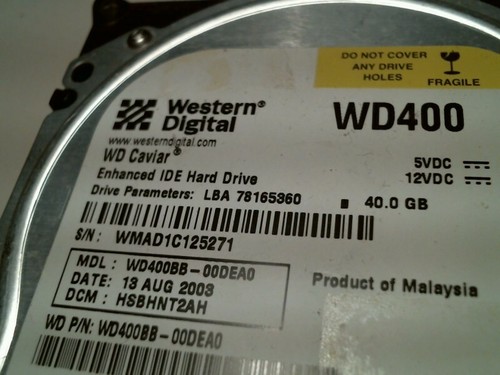 DO NOT COVER
ANY DRIVE
HOLES
FRAGILE
Western®
Digital
WD400
www.westerndigital.com
WD Caviar®
5VDC
Enhanced IDE Hard Drive
12VDC
Drive Parameters: LBA 78165360 ■ 40.0 GB
S/N: WMAD1C125271
MDL: WD400BB-00DEA0
DATE: 13 AUG 2003
DCM: HSBHNT2AH
Product of Malaysia
WD P/N: WD400BB-00DEA0